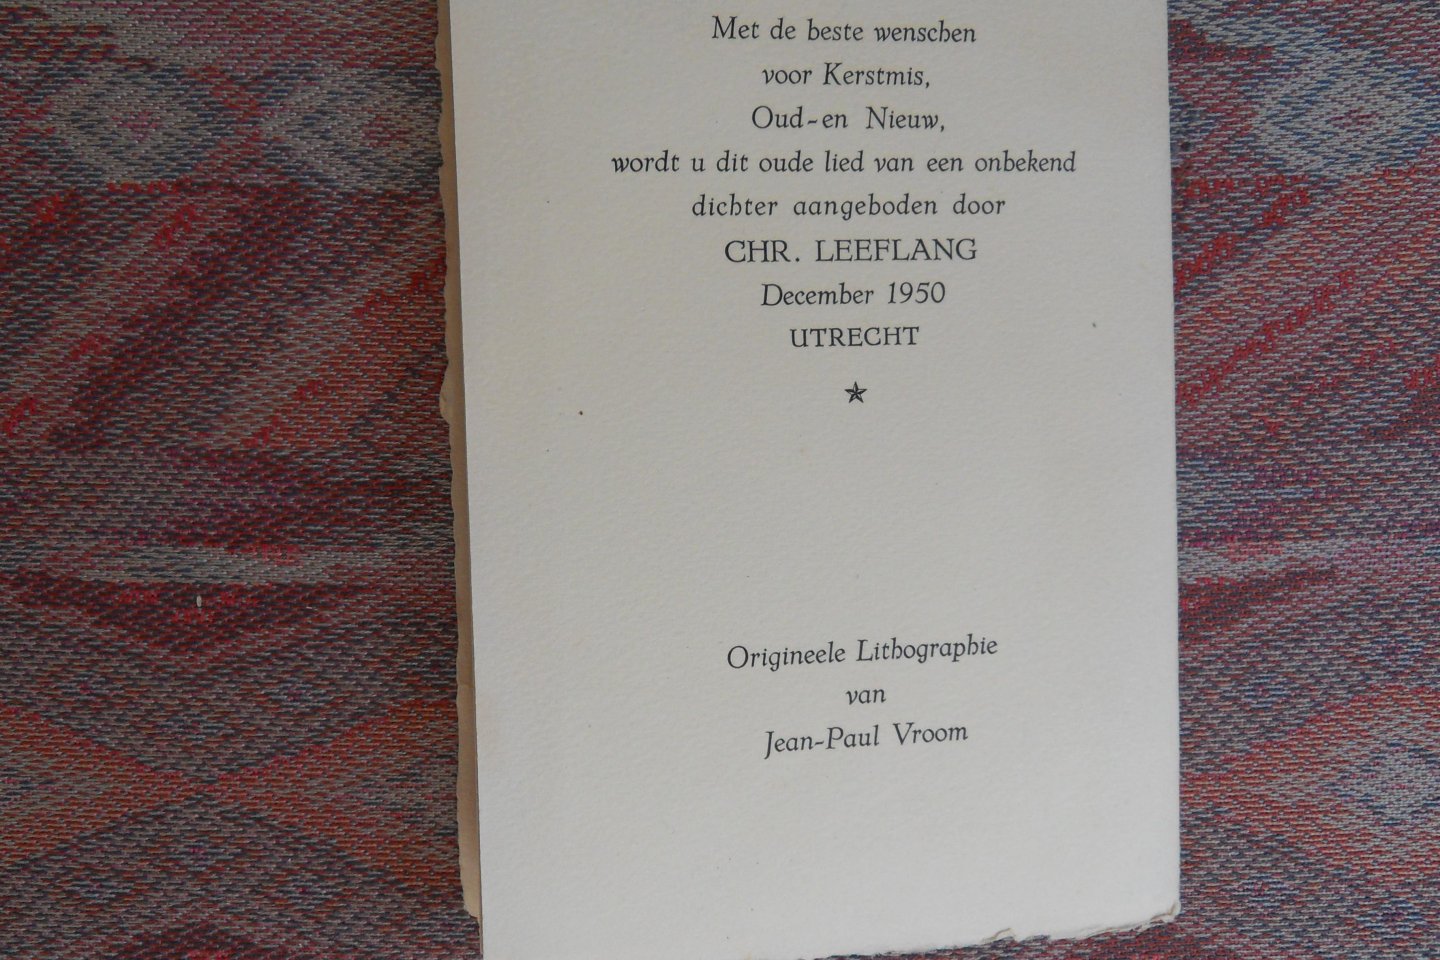 Met de beste wenschen
voor Kerstmis,
Oud-en Nieuw,
wordt u dit oude lied van een onbekend
dichter aangeboden door
CHR. LEEFLANG
December 1950
UTRECHT
Origineele Lithographie
van
Jean-Paul Vroom